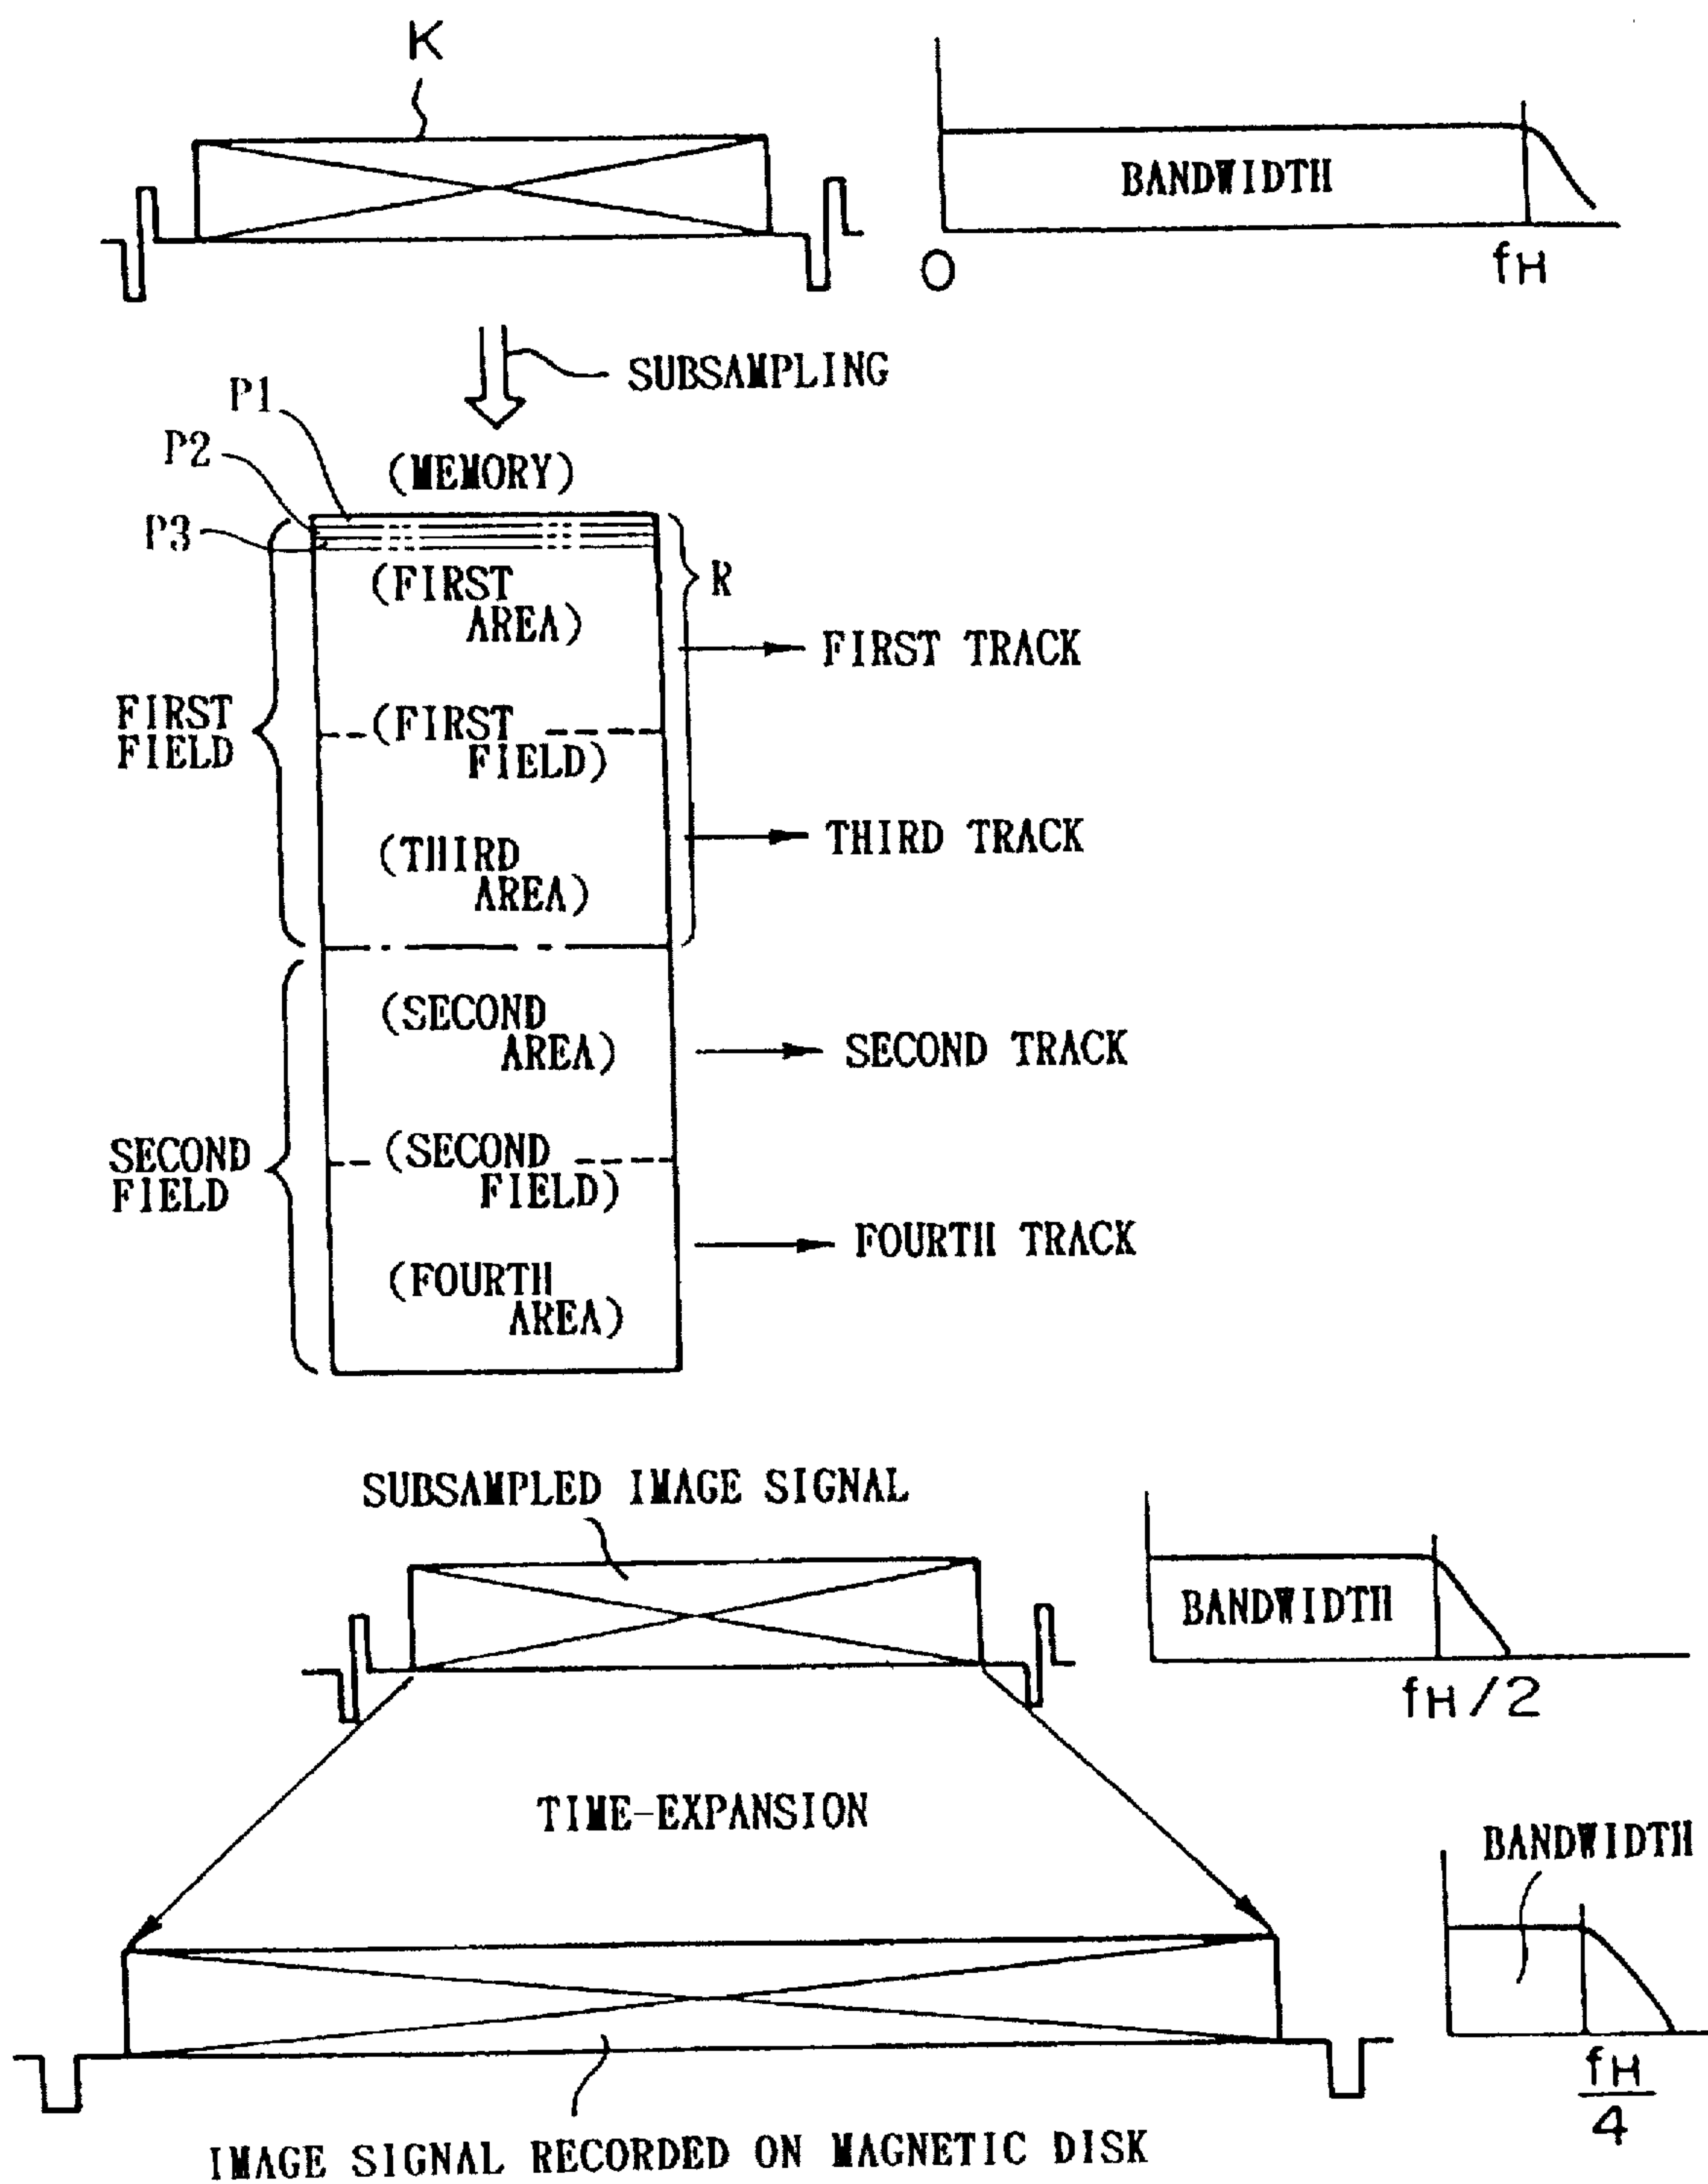 K
BANDWIDTH
O
fH
SUBSAMPLING
P1
P2
P3
(MEMORY)
(FIRST
AREA)
R
FIRST TRACK
FIRST
FIELD
(FIRST
FIELD)
(THIRD
AREA)
THIRD TRACK
(SECOND
AREA)
SECOND TRACK
SECOND
FIELD
(SECOND
FIELD)
(FOURTH
AREA)
FOURTH TRACK
SUBSAMPLED IMAGE SIGNAL
BANDWIDTH
fH/2
TIME-EXPANSION
BANDWIDTH
fH
4
IMAGE SIGNAL RECORDED ON MAGNETIC DISK